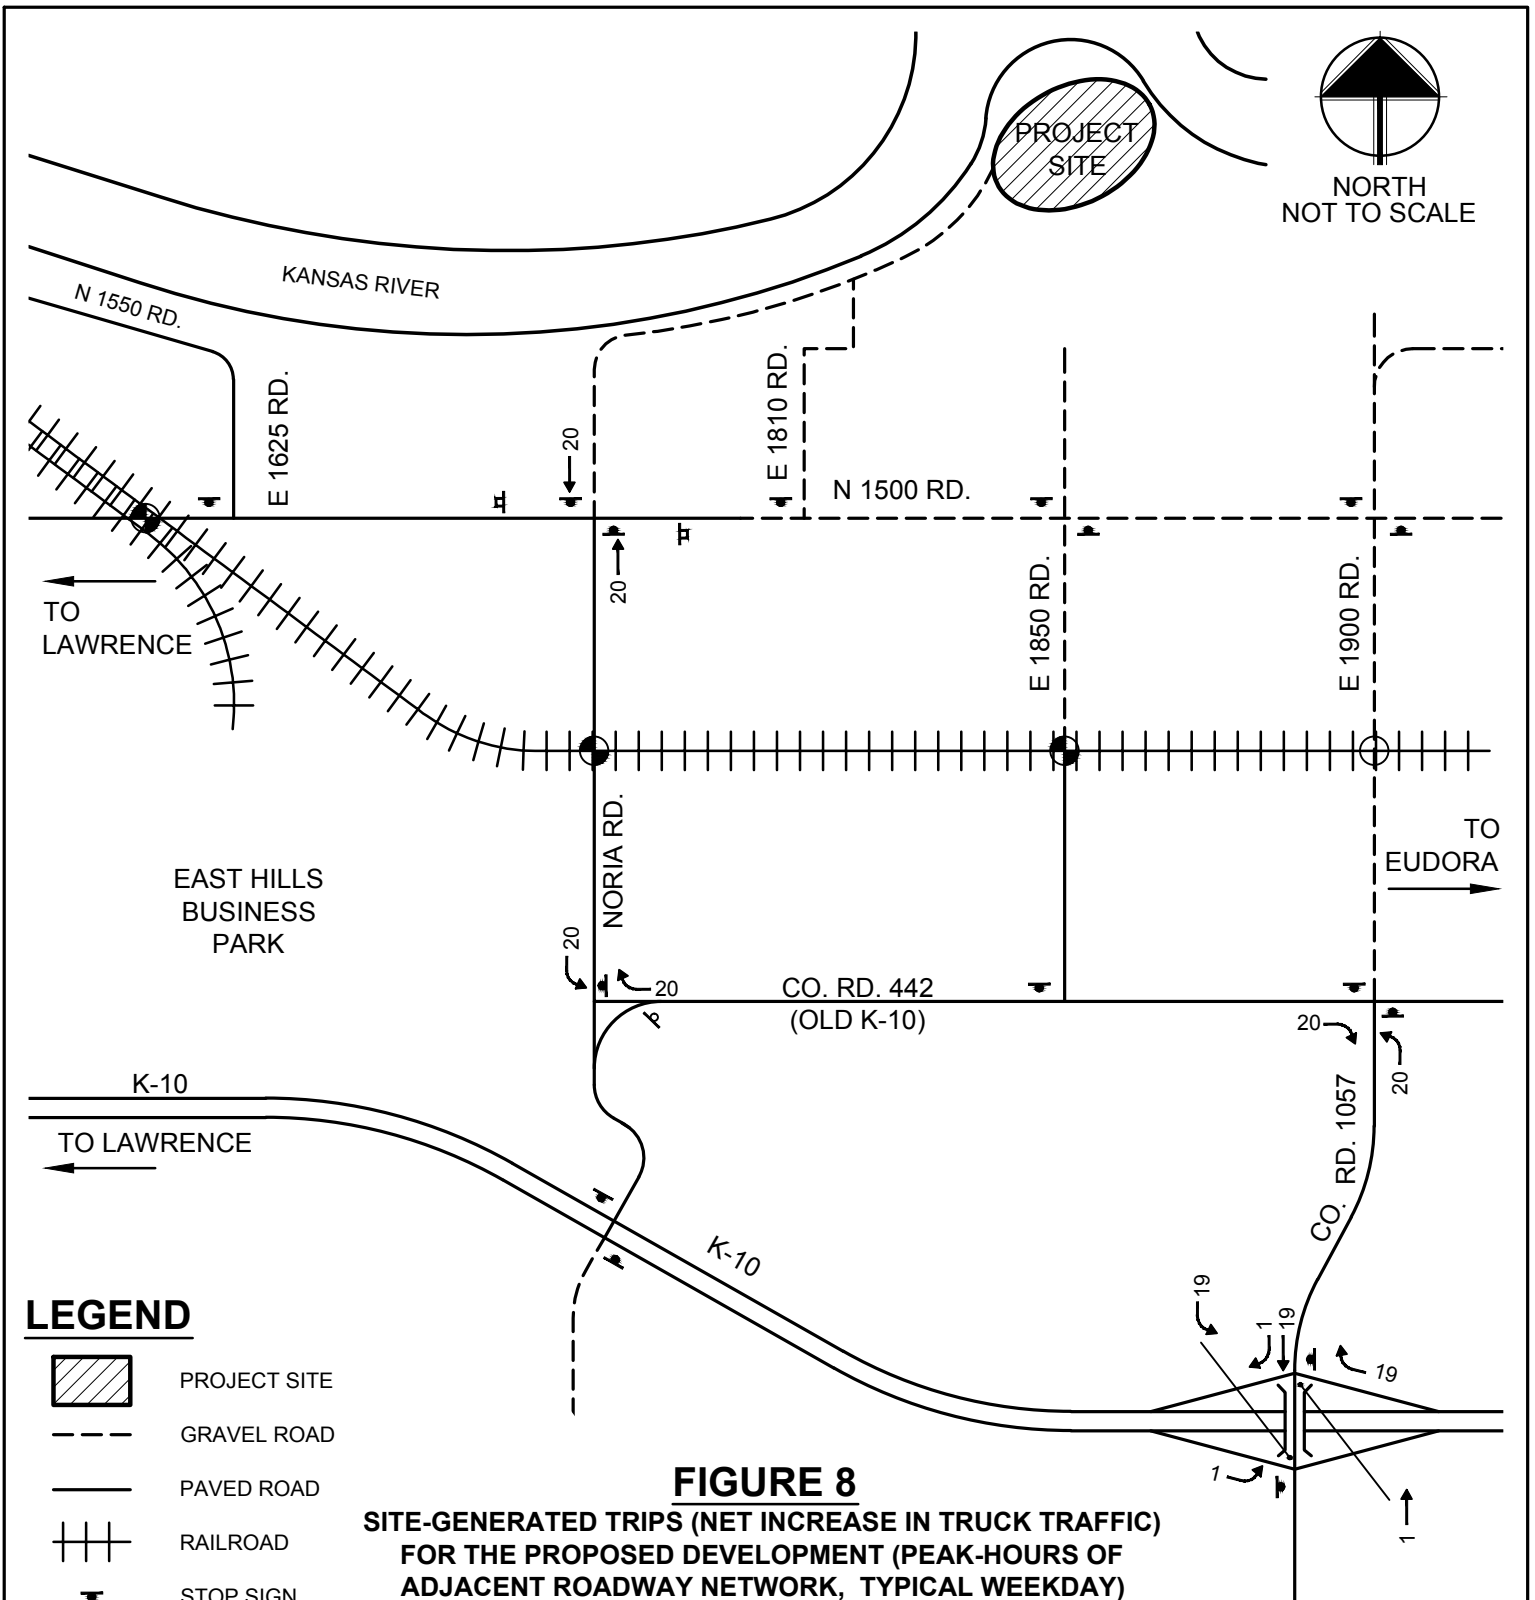 PROJECT
SITE
NORTH
NOT TO SCALE
KANSAS RIVER
N 1550 RD.
E 1625 RD.
20
E 1810 RD.
N 1500 RD.
20
TO
LAWRENCE
E 1850 RD.
E 1900 RD.
TO
EUDORA
NORIA RD.
EAST HILLS
BUSINESS
PARK
20
20
CO. RD. 442
(OLD K-10)
20
20
CO. RD. 1057
K-10
TO LAWRENCE
K-10
19
1
19
19
1
1
LEGEND
PROJECT SITE
GRAVEL ROAD
PAVED ROAD
RAILROAD
STOP SIGN
FIGURE 8
SITE-GENERATED TRIPS (NET INCREASE IN TRUCK TRAFFIC)
FOR THE PROPOSED DEVELOPMENT (PEAK-HOURS OF
ADJACENT ROADWAY NETWORK, TYPICAL WEEKDAY)